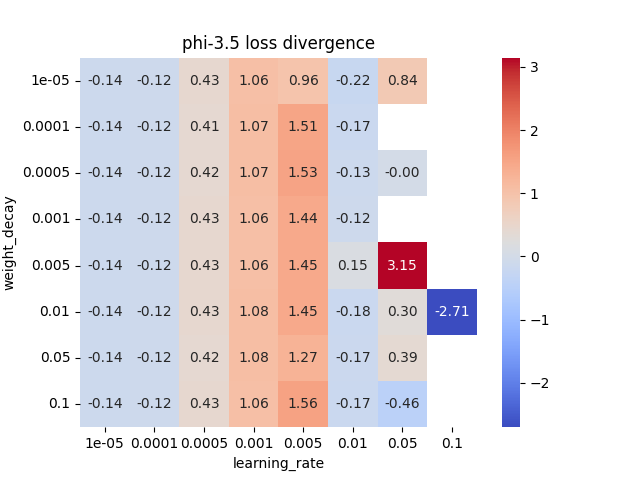 phi-3.5 loss divergence
1e-05 -0.14 -0.12 0.43 1.06 0.96 -0.22 0.84
0.0001 -0.14 -0.12 0.41 1.07 1.51 -0.17
0.0005 -0.14 -0.12 0.42 1.07 1.53 -0.13 -0.00
0.001 -0.14 -0.12 0.43 1.06 1.44 -0.12
0.005 -0.14 -0.12 0.43 1.06 1.45 0.15 3.15
0.01 -0.14 -0.12 0.43 1.08 1.45 -0.18 0.30 -2.71
0.05 -0.14 -0.12 0.42 1.08 1.27 -0.17 0.39
0.1 -0.14 -0.12 0.43 1.06 1.56 -0.17 -0.46
1e-05 0.0001 0.0005 0.001 0.005 0.01 0.05 0.1
learning_rate
weight_decay
3
2
1
0
−1
−2